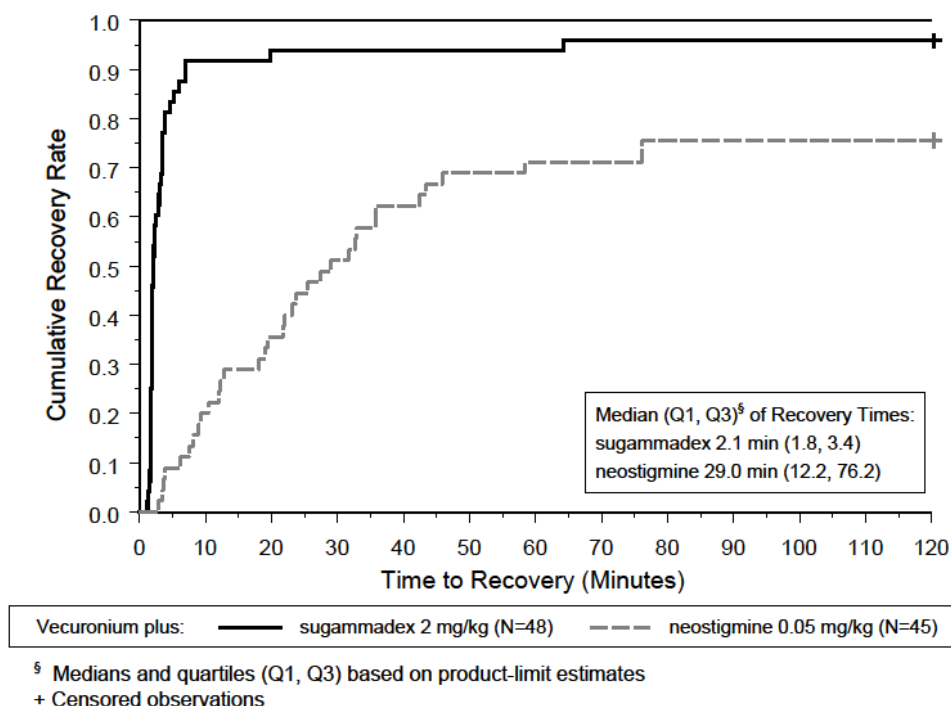 1.0
0.9
0.8
0.7
0.6
0.5
0.4
0.3
0.2
0.1
0.0
Cumulative Recovery Rate
Median (Q1, Q3)§ of Recovery Times:
sugammadex 2.1 min (1.8, 3.4)
neostigmine 29.0 min (12.2, 76.2)
0 10 20 30 40 50 60 70 80 90 100 110 120
Time to Recovery (Minutes)
Vecuronium plus: sugammadex 2 mg/kg (N=48) neostigmine 0.05 mg/kg (N=45)
§ Medians and quartiles (Q1, Q3) based on product-limit estimates
+ Censored observations